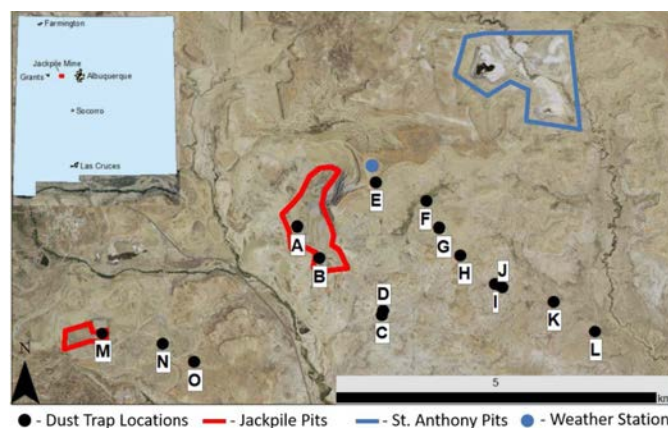 Farmington
Jackpile Mine
Grants
Albuquerque
Socorro
Las Cruces
E
F
A
G
B
H
D
J
I
C
K
M
N
L
O
N
5
km
- Dust Trap Locations - Jackpile Pits - St. Anthony Pits - Weather Station